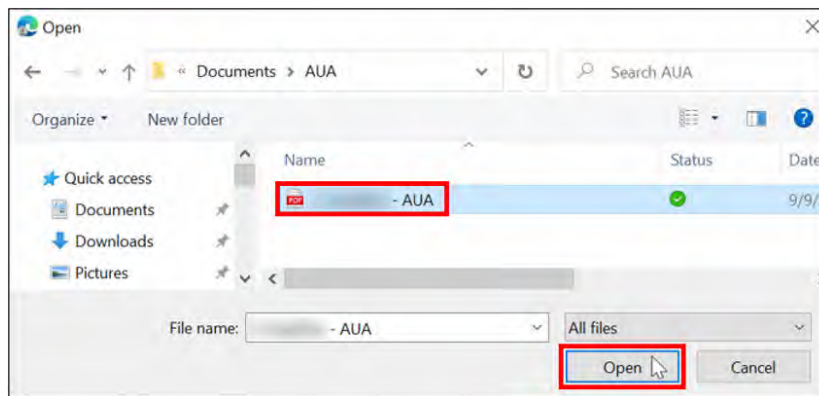 Open
« Documents > AUA
Search AUA
Organize
New folder
Name
Status
Date
Quick access
Documents
Downloads
Pictures
PDF
- AUA
9/9/
File name:
- AUA
All files
Open
Cancel